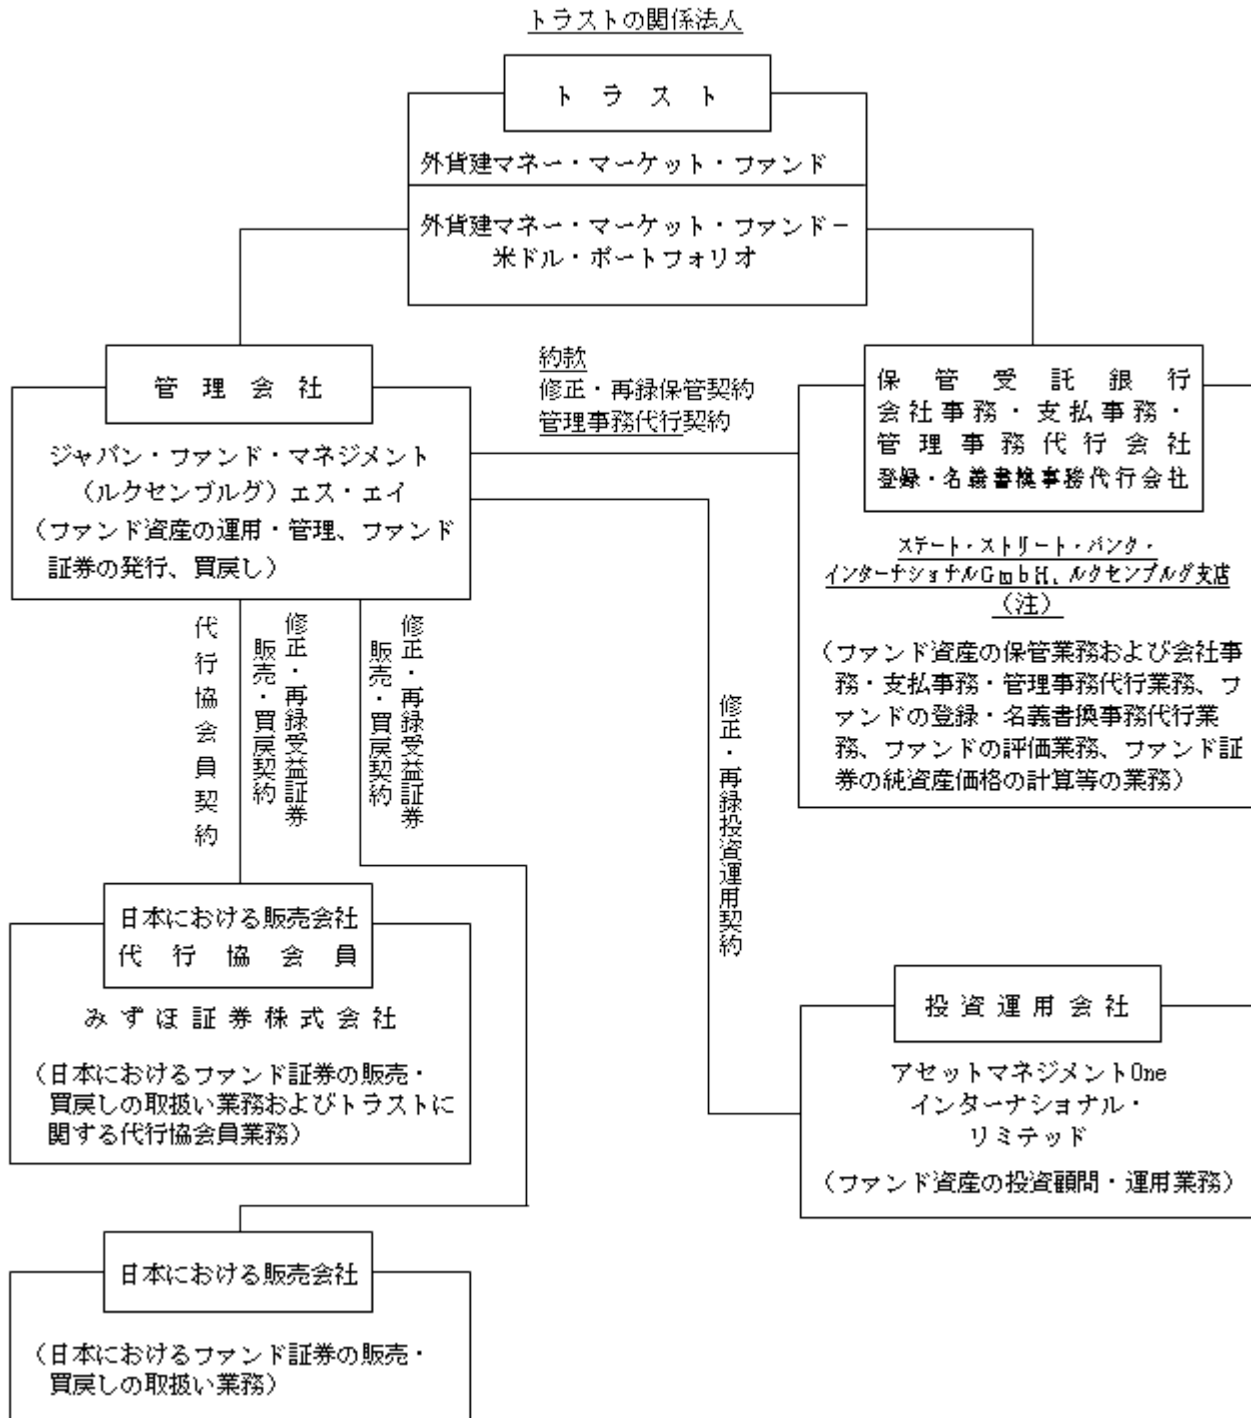 トラストの関係法人
トラスト
外貨建マネー・マーケット・ファンド
外貨建マネー・マーケット・ファンド－
米ドル・ポートフォリオ
管理会社
ジャパン・ファンド・マネジメント
（ルクセンブルグ）エス・エイ
（ファンド資産の運用・管理、ファンド
証券の発行、買戻し）
約款
修正・再録保管契約
管理事務代行契約
保管受託銀行
会社事務・支払事務・
管理事務代行会社
登録・名義書換事務代行会社
ステート・ストリート・バンク・
インターナショナルGmbH、ルクセンブルグ支店
（注）
（ファンド資産の保管業務および会社事
務・支払事務・管理事務代行業務、フ
ァンドの登録・名義書換事務代行業
務、ファンドの評価業務、ファンド証
券の純資産価格の計算等の業務）
代行協会員契約
修正・再録受益証券
販売・買戻契約
修正・再録受益証券
販売・買戻契約
修正・再録投資運用契約
日本における販売会社
代行協会員
みずほ証券株式会社
（日本におけるファンド証券の販売・
買戻しの取扱い業務およびトラストに
関する代行協会員業務）
投資運用会社
アセットマネジメントOne
インターナショナル・
リミテッド
（ファンド資産の投資顧問・運用業務）
日本における販売会社
（日本におけるファンド証券の販売・
買戻しの取扱い業務）